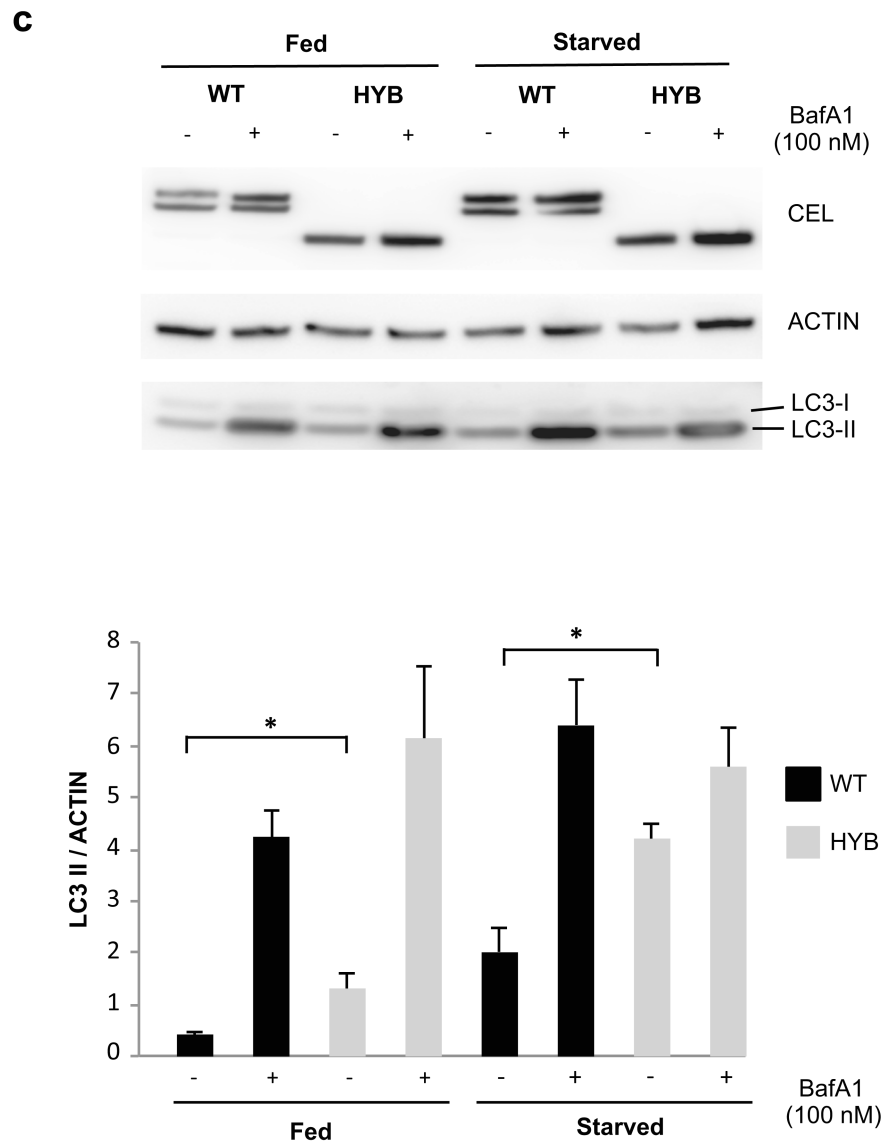 c
Fed Starved
WT HYB WT HYB
BafA1
(100 nM)
- + - + - + - +
CEL
ACTIN
LC3-I
LC3-II
8
7
6
5
4
3
2
1
0
LC3 II / ACTIN
* *
WT
HYB
- + - + - + - +
BafA1
(100 nM)
Fed Starved